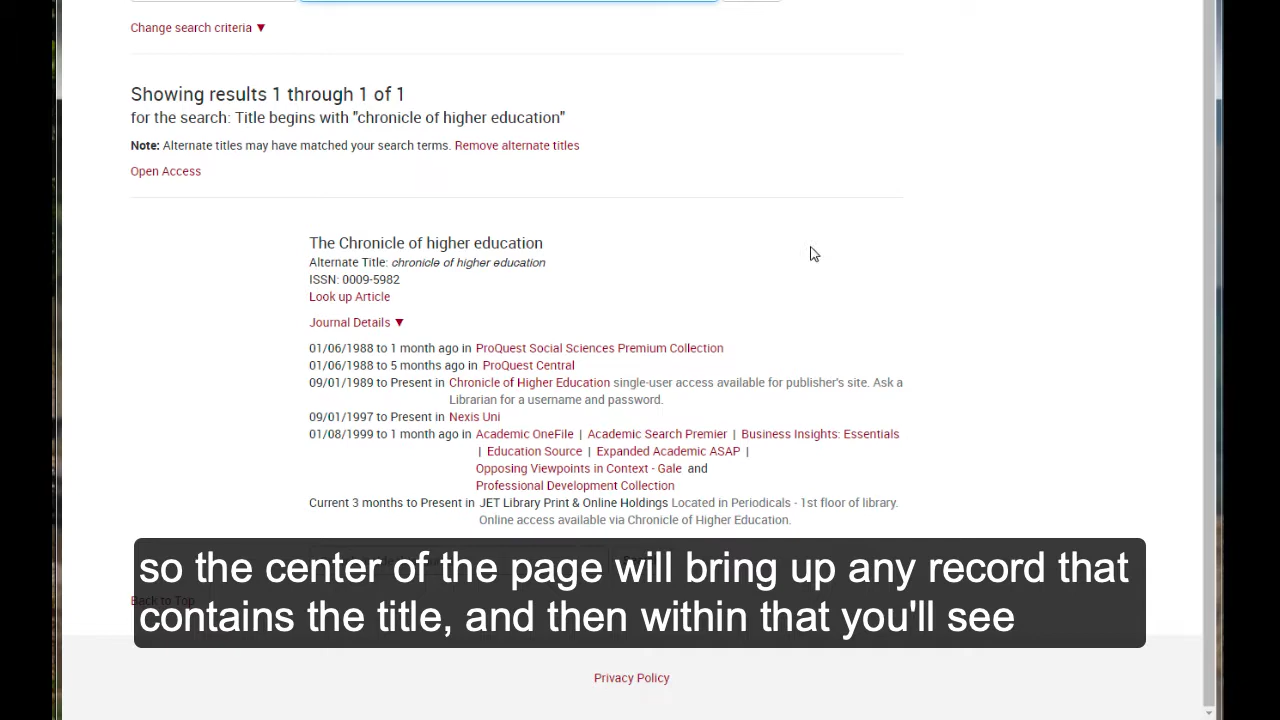 Change search criteria ▼
Showing results 1 through 1 of 1
for the search: Title begins with "chronicle of higher education"
Note: Alternate titles may have matched your search terms. Remove alternate titles
Open Access
The Chronicle of higher education
Alternate Title: chronicle of higher education
ISSN: 0009-5982
Look up Article
Journal Details ▼
01/06/1988 to 1 month ago in ProQuest Social Sciences Premium Collection
01/06/1988 to 5 months ago in ProQuest Central
09/01/1989 to Present in Chronicle of Higher Education single-user access available for publisher's site. Ask a
Librarian for a username and password.
09/01/1997 to Present in Nexis Uni
01/08/1999 to 1 month ago in Academic OneFile | Academic Search Premier | Business Insights: Essentials
| Education Source | Expanded Academic ASAP |
Opposing Viewpoints in Context - Gale and
Professional Development Collection
Current 3 months to Present in JET Library Print & Online Holdings Located in Periodicals - 1st floor of library.
Online access available via Chronicle of Higher Education.
so the center of the page will bring up any record that
Back to Top
contains the title, and then within that you'll see
Privacy Policy